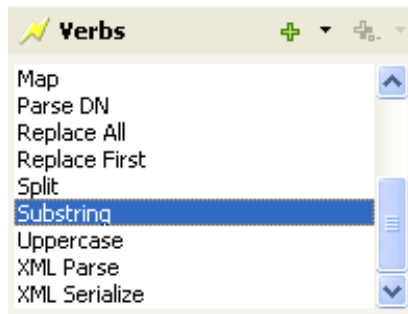 Verbs
Map
Parse DN
Replace All
Replace First
Split
Substring
Uppercase
XML Parse
XML Serialize